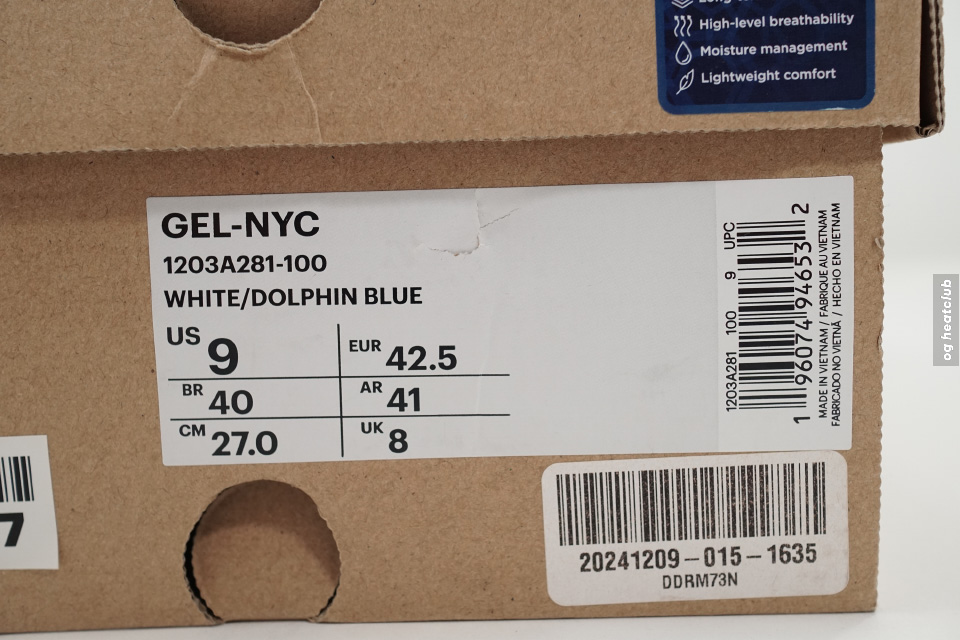 High-level breathability
Moisture management
Lightweight comfort
GEL-NYC
1203A281-100
WHITE/DOLPHIN BLUE
US 9
EUR 42.5
BR 40
AR 41
CM 27.0
UK 8
1203A281 100 9 UPC
1 96074 94653 2
MADE IN VIETNAM / FABRIQUE AU VIETNAM
FABRICADO NO VIETNÃ / HECHO EN VIETNAM
7
20241209-015-1635
DDRM73N
og heatclub